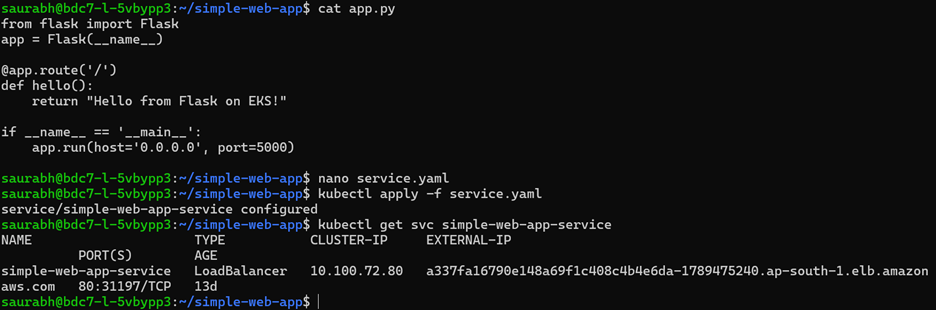 saurabh@bdc7-l-5vbypp3:~/simple-web-app$ cat app.py
from flask import Flask
app = Flask(__name__)

@app.route('/')
def hello():
    return "Hello from Flask on EKS!"

if __name__ == '__main__':
    app.run(host='0.0.0.0', port=5000)

saurabh@bdc7-l-5vbypp3:~/simple-web-app$ nano service.yaml
saurabh@bdc7-l-5vbypp3:~/simple-web-app$ kubectl apply -f service.yaml
service/simple-web-app-service configured
saurabh@bdc7-l-5vbypp3:~/simple-web-app$ kubectl get svc simple-web-app-service
NAME                     TYPE           CLUSTER-IP     EXTERNAL-IP
          PORT(S)        AGE
simple-web-app-service   LoadBalancer   10.100.72.80   a337fa16790e148a69f1c408c4b4e6da-1789475240.ap-south-1.elb.amazon
aws.com   80:31197/TCP   13d
saurabh@bdc7-l-5vbypp3:~/simple-web-app$